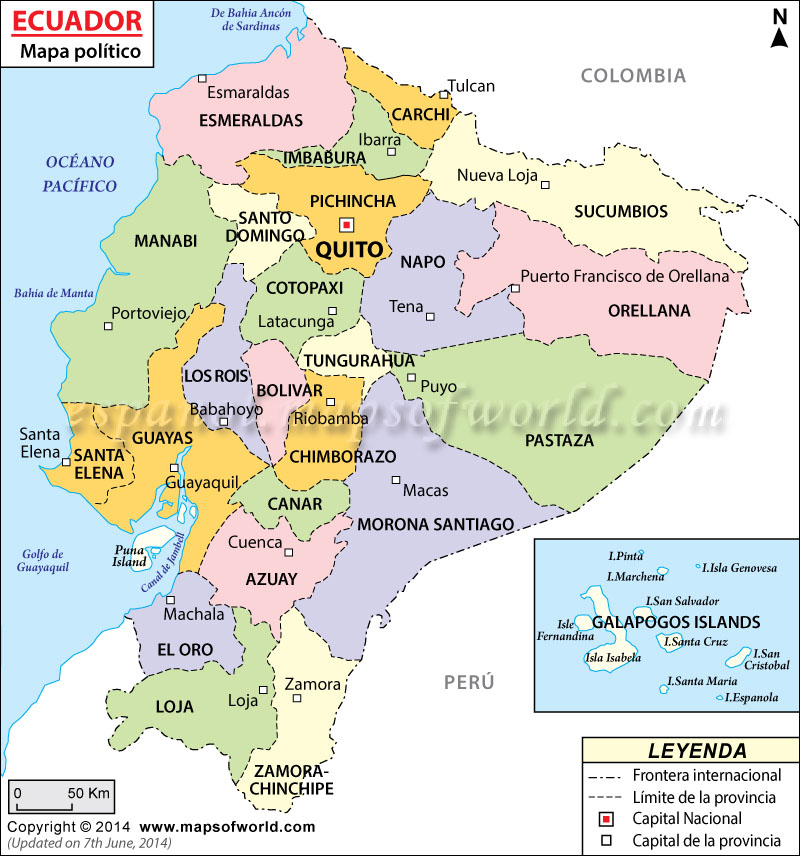 ECUADOR
Mapa político
De Bahia Ancón
de Sardinas
N
COLOMBIA
Tulcan
Esmaraldas
CARCHI
ESMERALDAS
Ibarra
IMBABURA
OCÉANO
PACÍFICO
Nueva Loja
PICHINCHA
SUCUMBIOS
SANTO
DOMINGO
MANABI
QUITO
NAPO
Puerto Francisco de Orellana
COTOPAXI
Bahia de Manta
Tena
ORELLANA
Portoviejo
Latacunga
TUNGURAHUA
LOS ROIS
BOLIVAR
Puyo
espanol.mapsofworld.com
Babahoyo
Riobamba
Santa
Elena
GUAYAS
PASTAZA
SANTA
ELENA
CHIMBORAZO
Guayaquil
Macas
CANAR
MORONA SANTIAGO
Golfo de
Guayaquil
Puna
Island
Canal de Jambelí
Cuenca
AZUAY
Machala
EL ORO
I.Pinta
I.Isla Genovesa
I.Marchena
I.San Salvador
GALAPOGOS ISLANDS
Isle
Fernandina
I.Santa Cruz
Isla Isabela
I.San
Cristobal
I.Santa Maria
I.Espanola
PERÚ
Loja
Zamora
LOJA
ZAMORA-
CHINCHIPE
LEYENDA
Frontera internacional
Límite de la provincia
Capital Nacional
Capital de la provincia
0 50 Km
Copyright © 2014 www.mapsofworld.com
(Updated on 7th June, 2014)